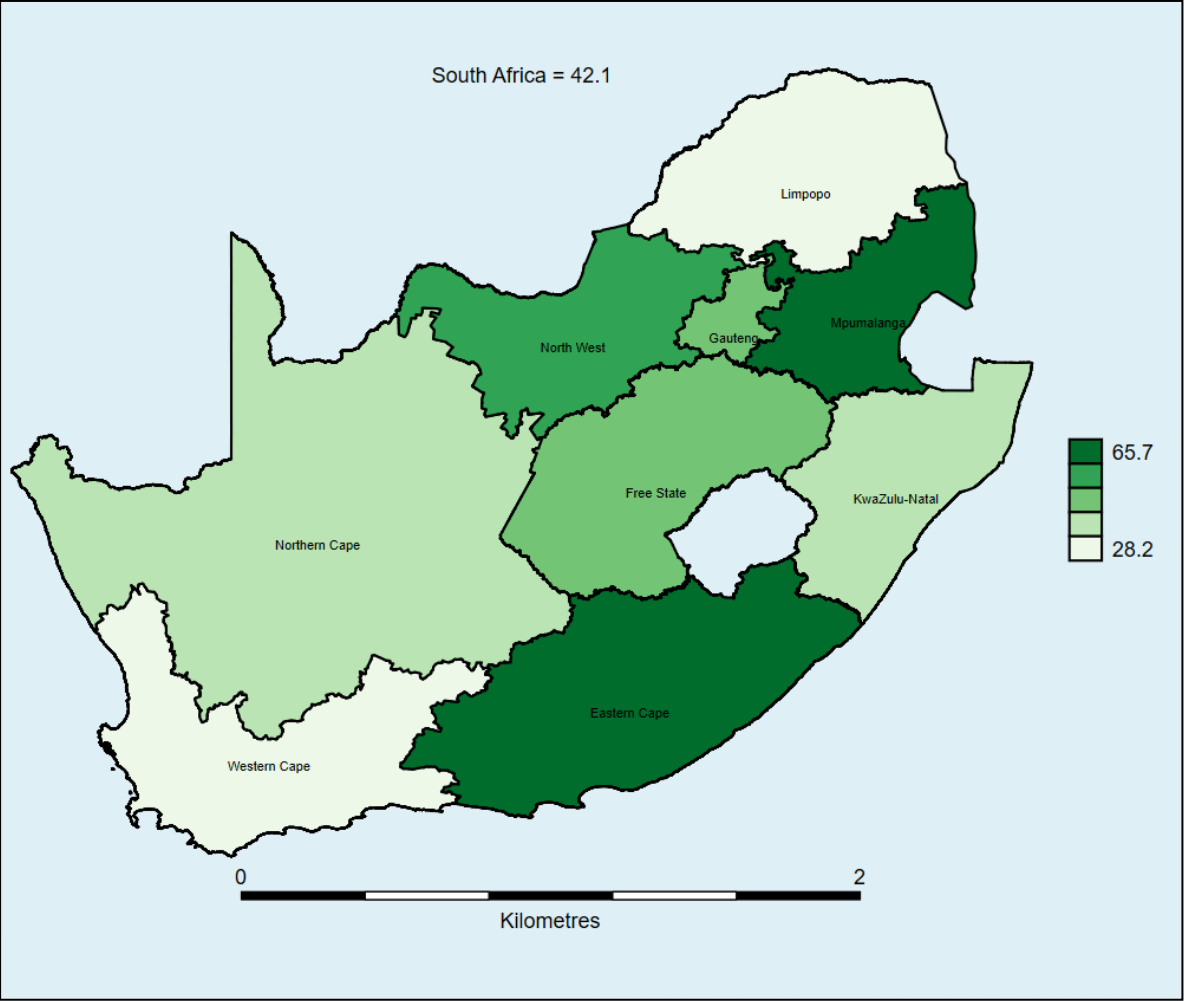 South Africa = 42.1
Limpopo
Mpumalanga
Gauteng
North West
65.7
Free State
KwaZulu-Natal
Northern Cape
28.2
Eastern Cape
Western Cape
0 2
Kilometres